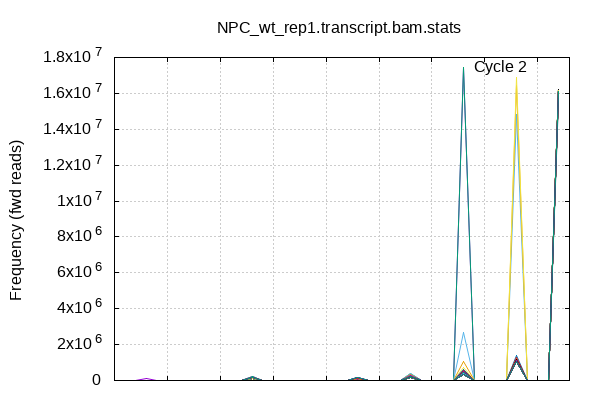 NPC_wt_rep1.transcript.bam.stats
1.8x10 7
Cycle 2
1.6x10 7
1.4x10 7
1.2x10 7
1x10 7
8x10 6
6x10 6
4x10 6
2x10 6
0
Frequency (fwd reads)